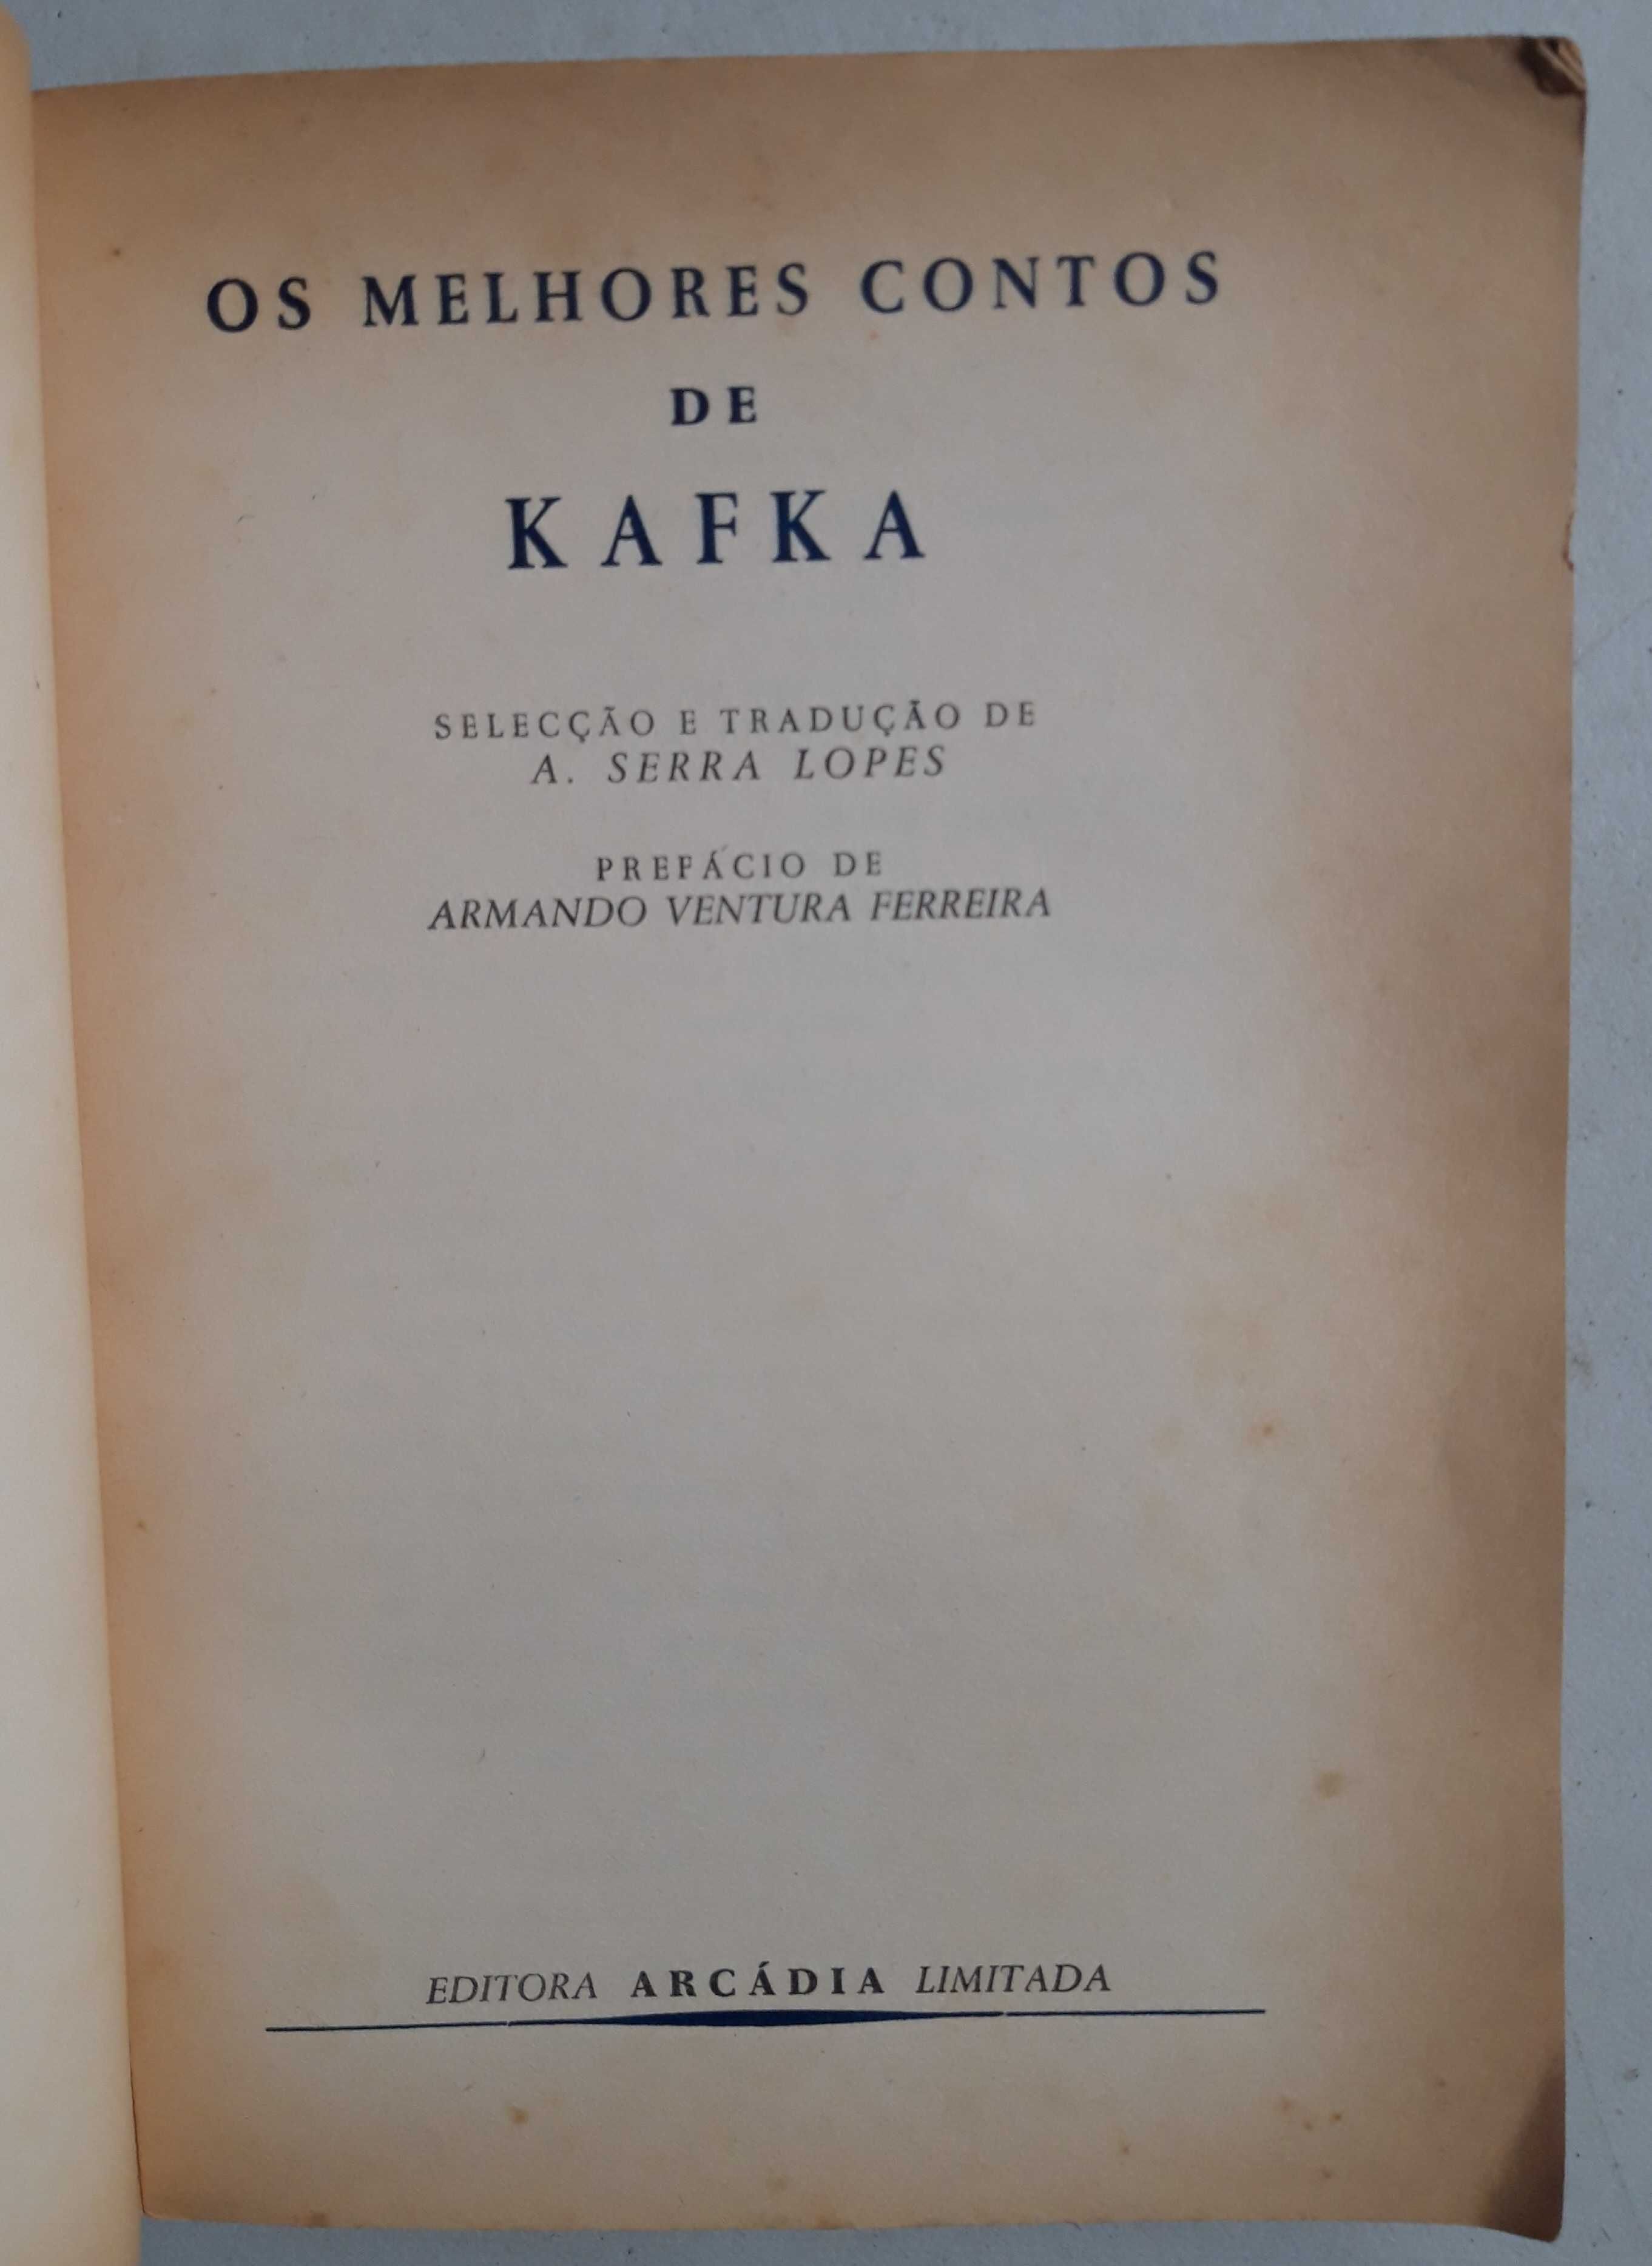 OS MELHORES CONTOS
DE
KAFKA
SELECÇÃO E TRADUÇÃO DE
A. SERRA LOPES
PREFÁCIO DE
ARMANDO VENTURA FERREIRA
EDITORA ARCÁDIA LIMITADA